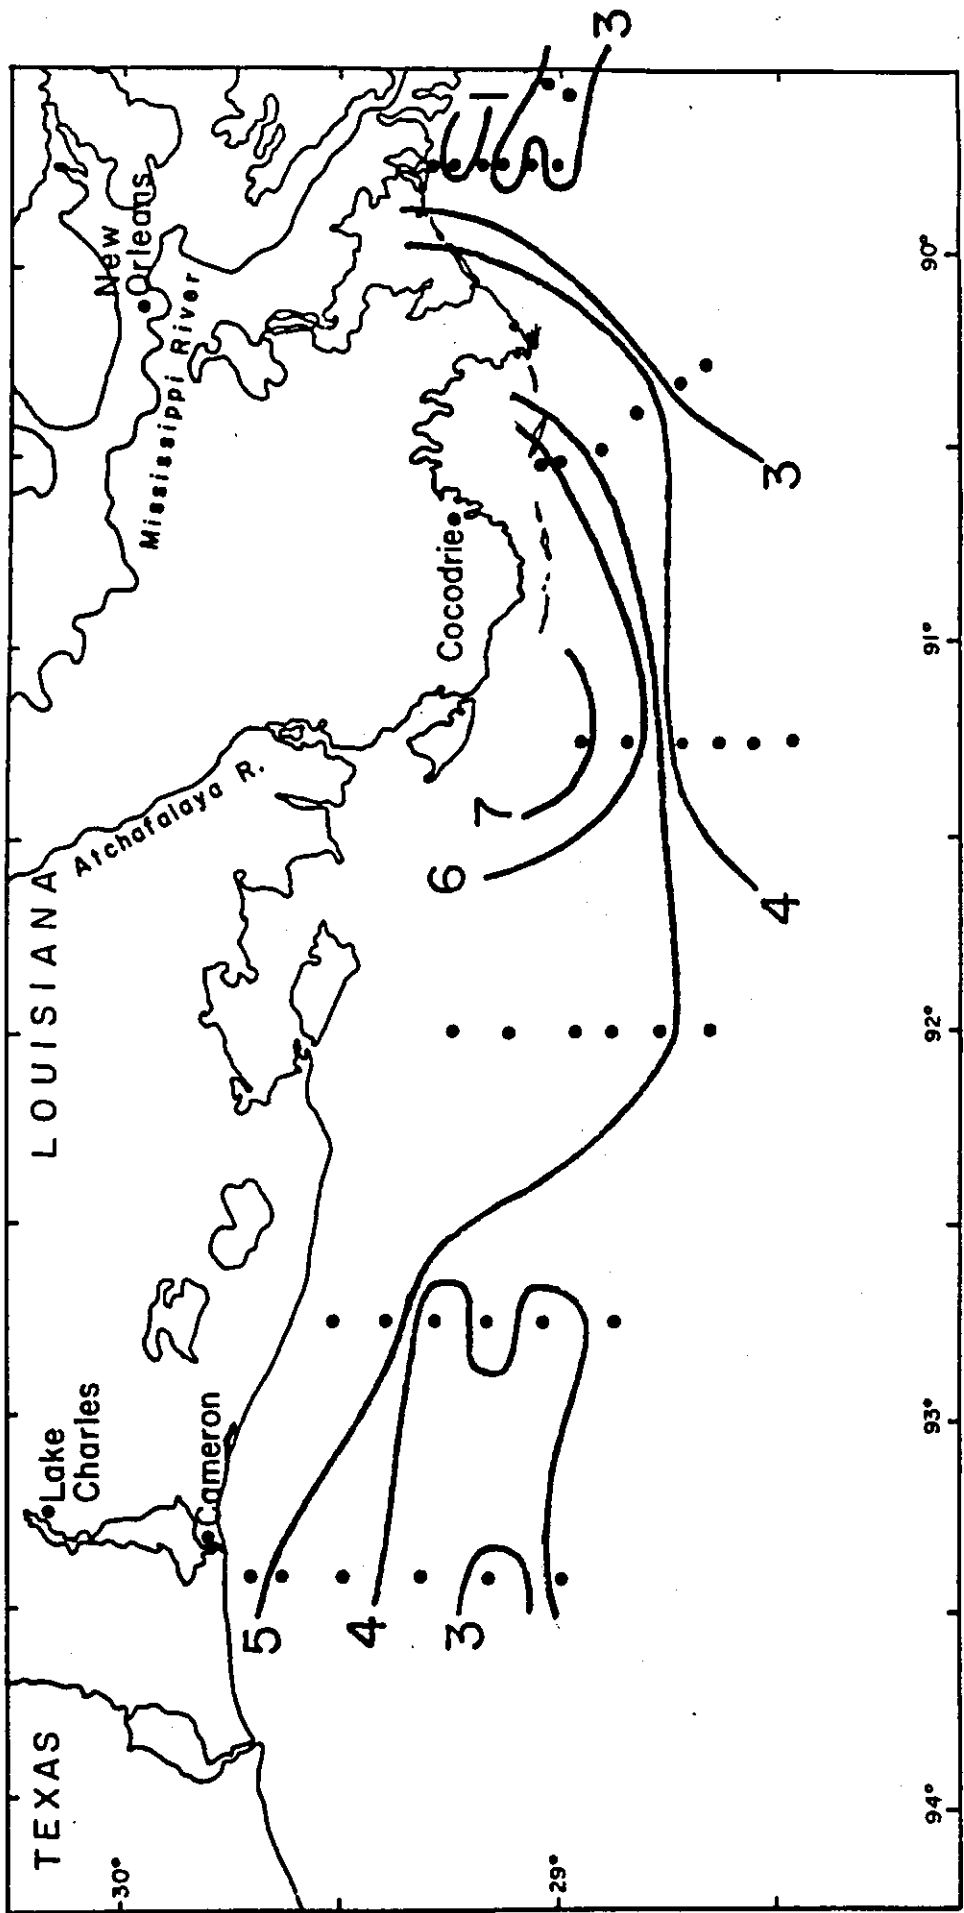 TEXAS
LOUISIANA
Lake
Charles
Cameron
Atchafalaya R.
Mississippi River
New
Orleans
Cocodrie
30°
29°
5
4
3
6
7
4
3
1
3
94°
93°
92°
91°
90°